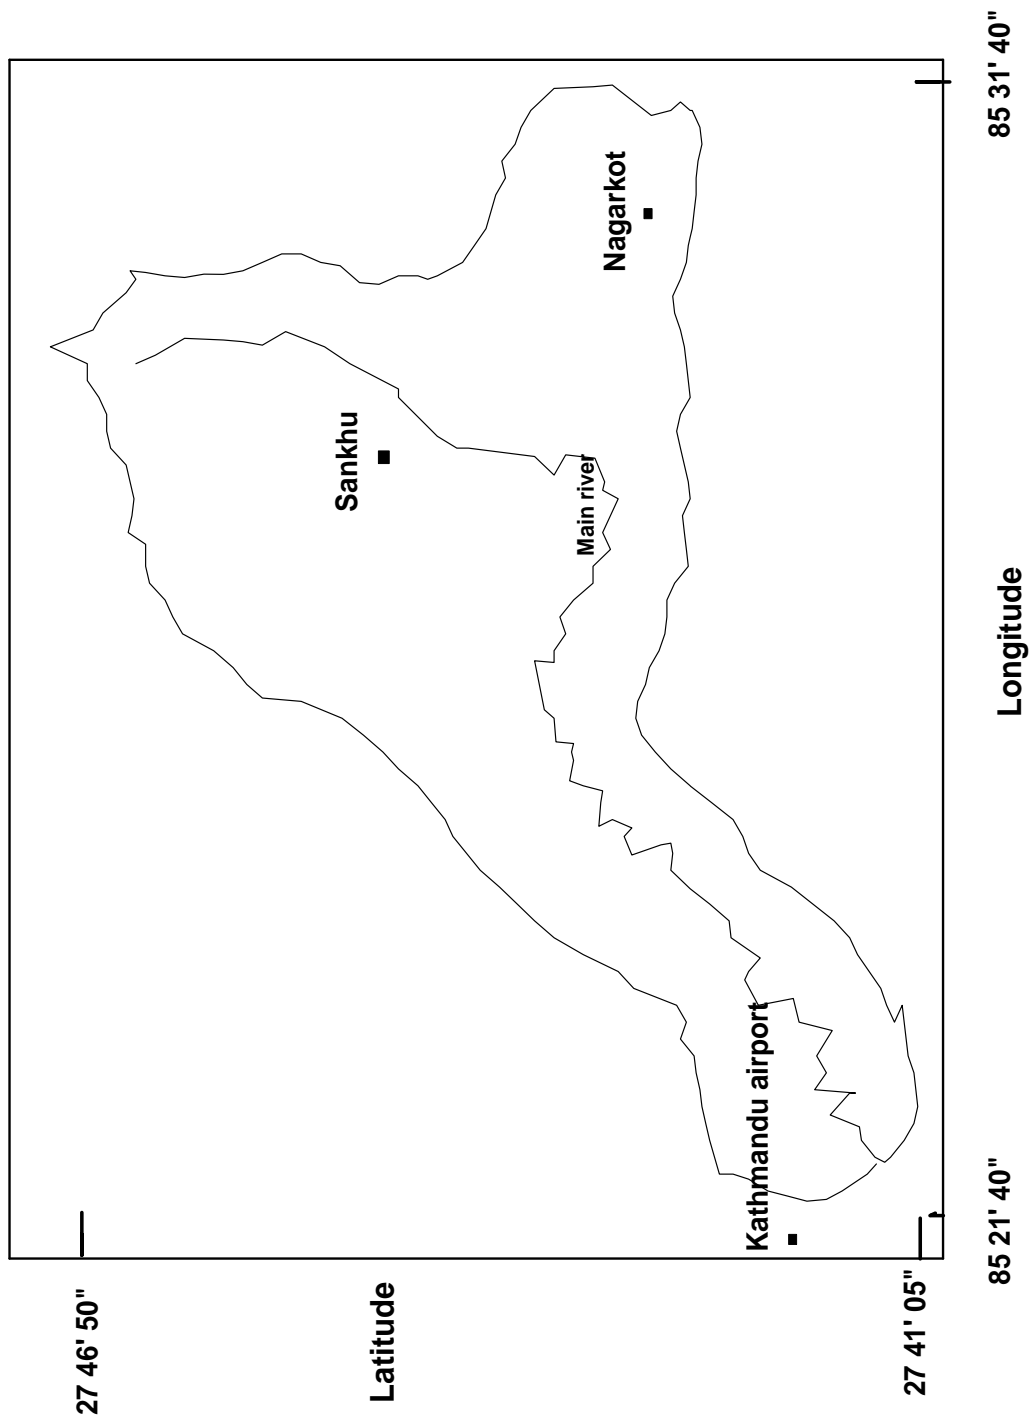 27 46' 50"
Latitude
27 41' 05"
Sankhu
Nagarkot
Main river
Kathmandu airport
85 21' 40"
Longitude
85 31' 40"